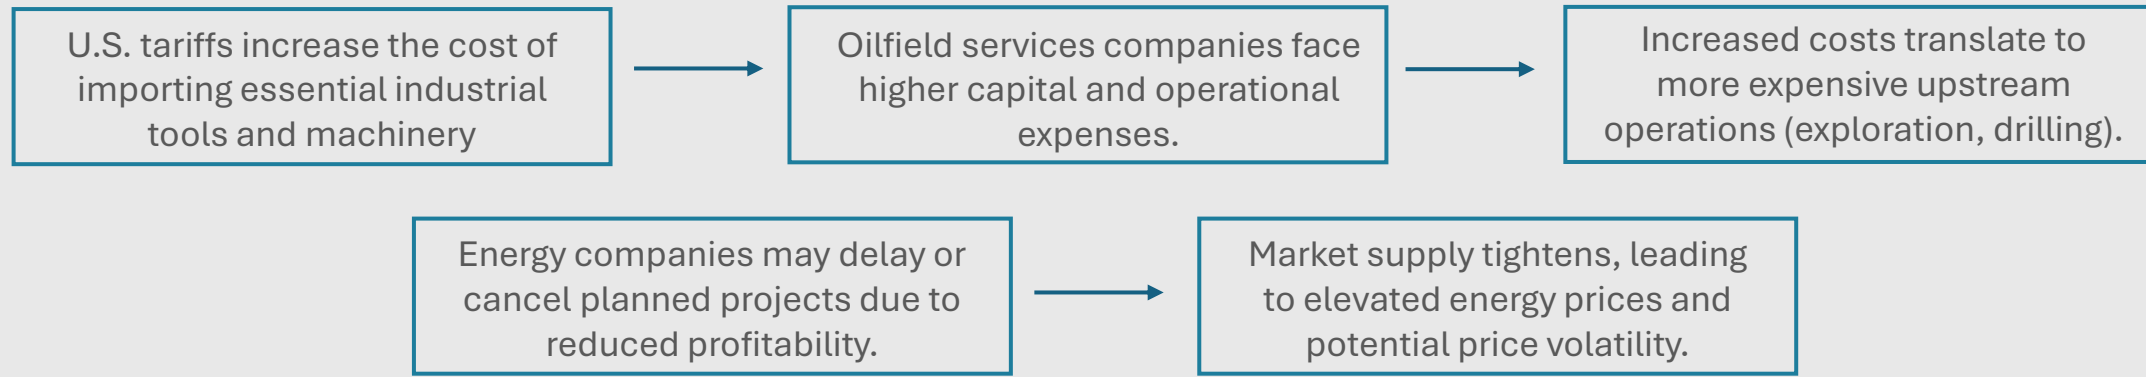 U.S. tariffs increase the cost of
importing essential industrial
tools and machinery
Oilfield services companies face
higher capital and operational
expenses.
Increased costs translate to
more expensive upstream
operations (exploration, drilling).
Energy companies may delay or
cancel planned projects due to
reduced profitability.
Market supply tightens, leading
to elevated energy prices and
potential price volatility.